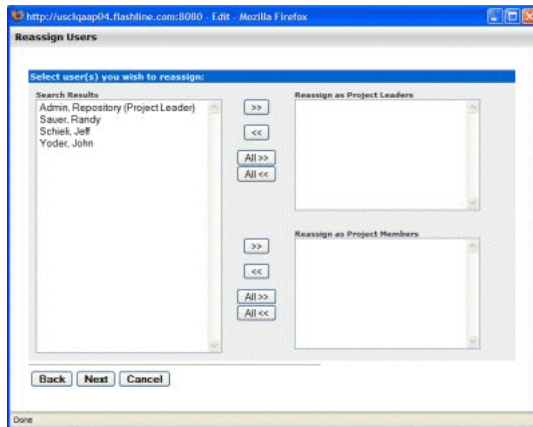 http://usclqaap04.flashline.com:8080 - Edit - Mozilla Firefox
Reassign Users
Select user(s) you wish to reassign:
Search Results
Admin, Repository (Project Leader)
Sauer, Randy
Schieli, Jeff
Yoder, John
>>
<<
All >>
All <<
Reassign as Project Leaders
>>
<<
All >>
All <<
Reassign as Project Members
Back Next Cancel
Done